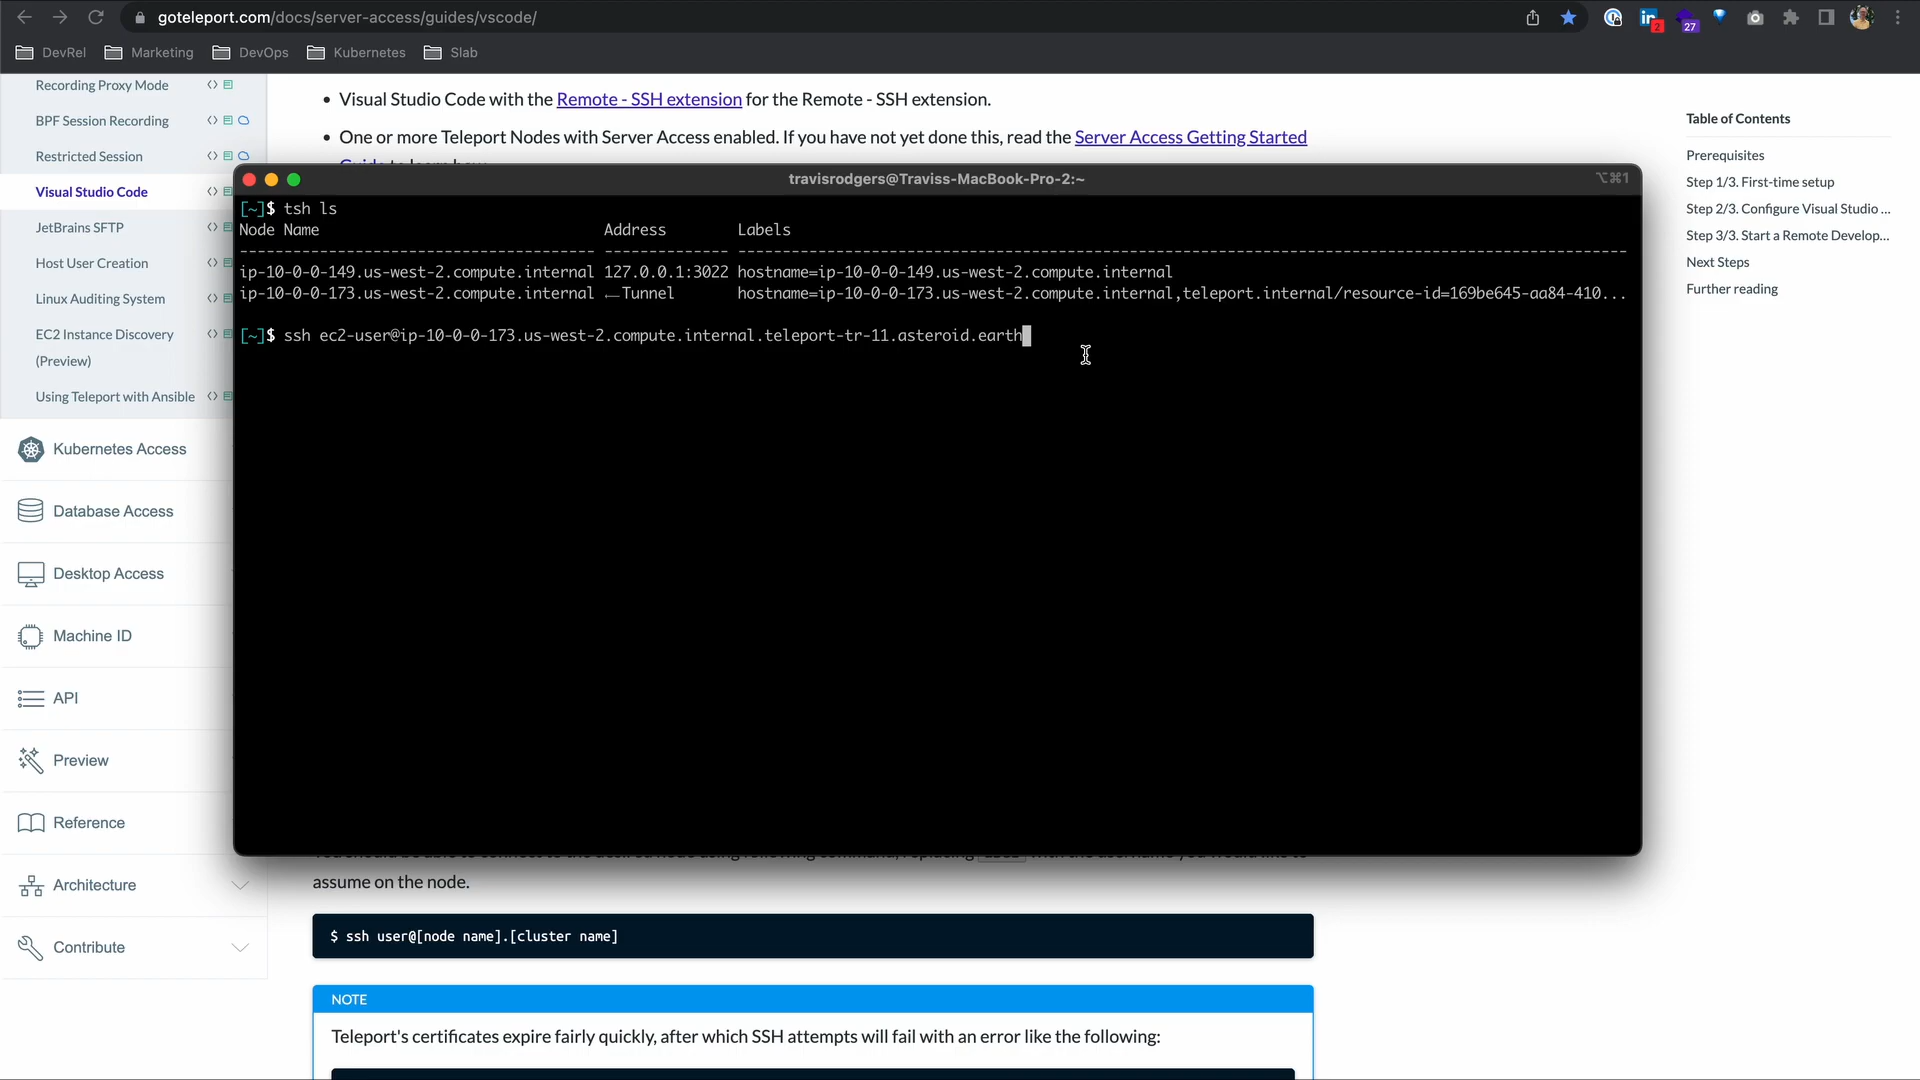 goteleport.com/docs/server-access/guides/vscode/
2
27
DevRel
Marketing
DevOps
Kubernetes
Slab
Recording Proxy Mode
BPF Session Recording
Restricted Session
Visual Studio Code
JetBrains SFTP
Host User Creation
Linux Auditing System
EC2 Instance Discovery
(Preview)
Using Teleport with Ansible
Kubernetes Access
Database Access
Desktop Access
Machine ID
API
Preview
Reference
Architecture
Contribute
Visual Studio Code with the Remote - SSH extension for the Remote - SSH extension.
One or more Teleport Nodes with Server Access enabled. If you have not yet done this, read the Server Access Getting Started
travisrodgers@Traviss-MacBook-Pro-2:~
⌥⌘1
[~]$ tsh ls
Node Name Address Labels
---------------------------------------- -------------- ----------------------------------------------------------------------------------------------------
ip-10-0-0-149.us-west-2.compute.internal 127.0.0.1:3022 hostname=ip-10-0-0-149.us-west-2.compute.internal
ip-10-0-0-173.us-west-2.compute.internal ←Tunnel hostname=ip-10-0-0-173.us-west-2.compute.internal,teleport.internal/resource-id=169be645-aa84-410...
[~]$ ssh ec2-user@ip-10-0-0-173.us-west-2.compute.internal.teleport-tr-11.asteroid.earth
assume on the node.
$ ssh user@[node name].[cluster name]
NOTE
Teleport's certificates expire fairly quickly, after which SSH attempts will fail with an error like the following:
Table of Contents
Prerequisites
Step 1/3. First-time setup
Step 2/3. Configure Visual Studio ...
Step 3/3. Start a Remote Develop...
Next Steps
Further reading